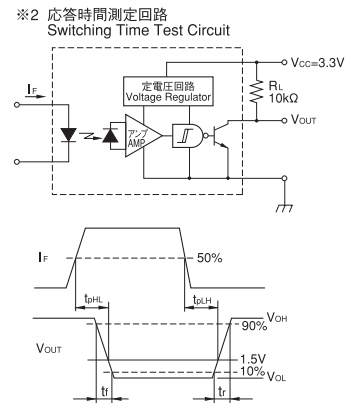 ※2 応答時間測定回路
Switching Time Test Circuit
IF
定電圧回路
Voltage Regulator
アンプ
AMP
VCC=3.3V
RL
10kΩ
VOUT
IF
50%
tpHL
tpLH
VOH
90%
VOUT
1.5V
10%
VOL
tf
tr